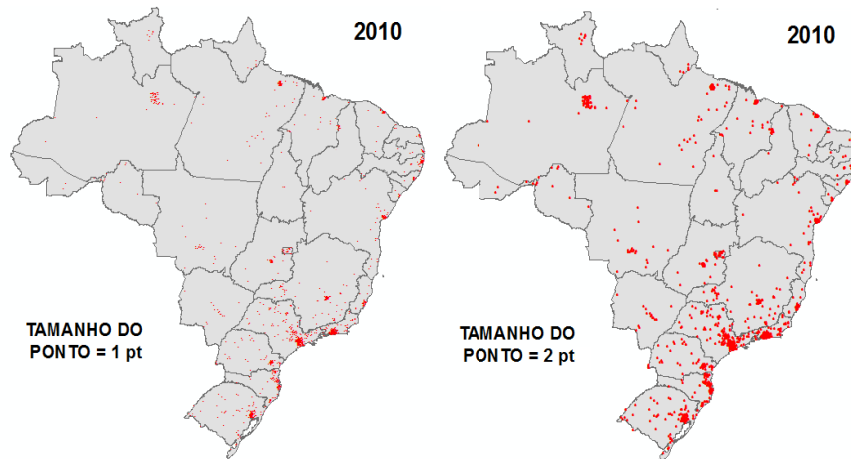 2010
TAMANHO DO
PONTO = 1 pt
2010
TAMANHO DO
PONTO = 2 pt